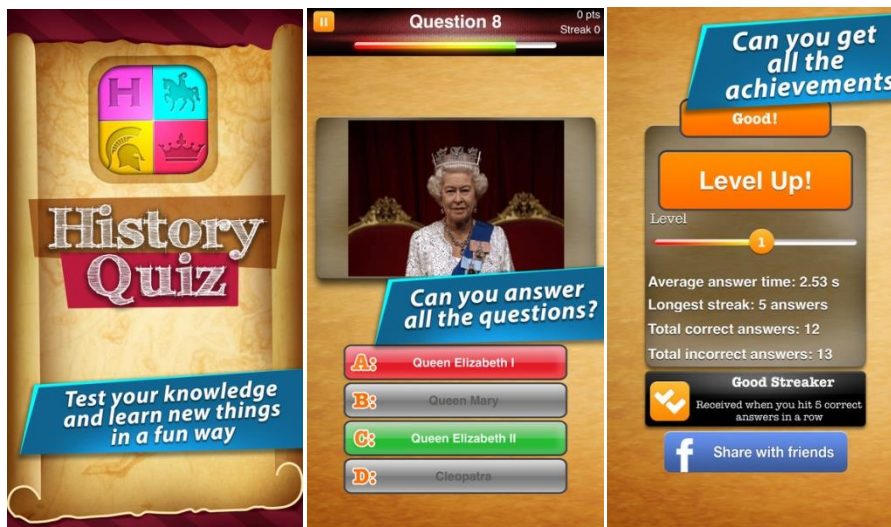 H
History
Quiz
Test your knowledge
and learn new things
in a fun way
Question 8
0 pts
Streak 0
Can you answer
all the questions?
A: Queen Elizabeth I
B: Queen Mary
C: Queen Elizabeth II
D: Cleopatra
Can you get
all the
achievements
Good!
Level Up!
Level
1
Average answer time: 2.53 s
Longest streak: 5 answers
Total correct answers: 12
Total incorrect answers: 13
Good Streaker
Received when you hit 5 correct
answers in a row
f Share with friends